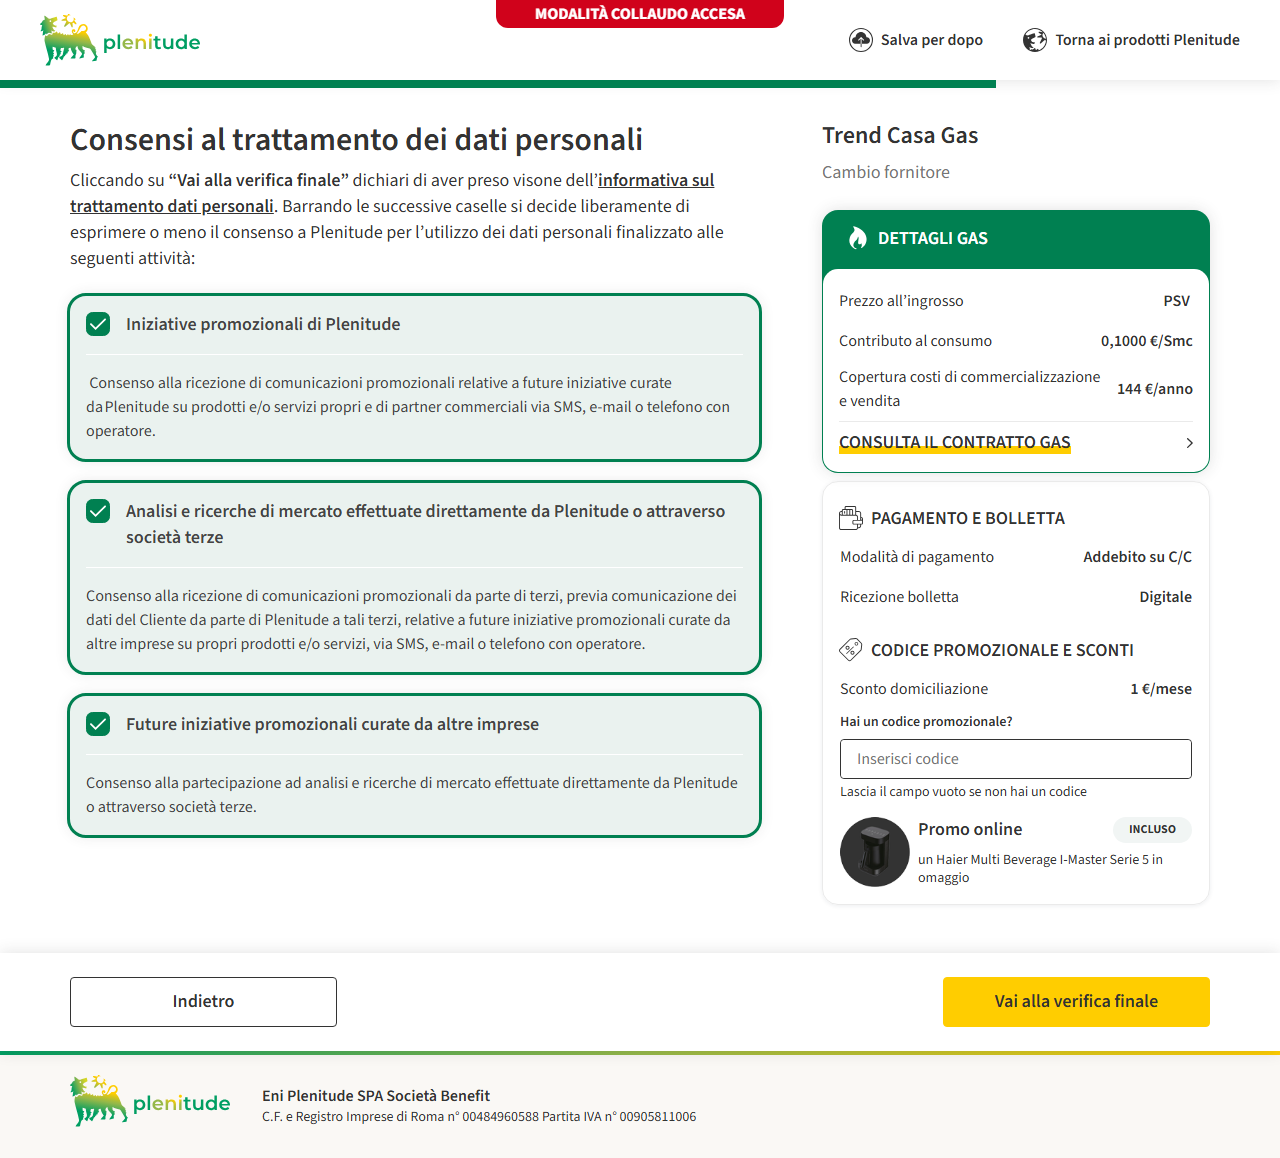 MODALITÀ COLLAUDO ACCESA
plenitude
Salva per dopo
Torna ai prodotti Plenitude
Consensi al trattamento dei dati personali
Cliccando su “Vai alla verifica finale” dichiari di aver preso visone dell’informativa sul
trattamento dati personali. Barrando le successive caselle si decide liberamente di
esprimere o meno il consenso a Plenitude per l’utilizzo dei dati personali finalizzato alle
seguenti attività:
Iniziative promozionali di Plenitude
Consenso alla ricezione di comunicazioni promozionali relative a future iniziative curate
da Plenitude su prodotti e/o servizi propri e di partner commerciali via SMS, e-mail o telefono con
operatore.
Analisi e ricerche di mercato effettuate direttamente da Plenitude o attraverso
società terze
Consenso alla ricezione di comunicazioni promozionali da parte di terzi, previa comunicazione dei
dati del Cliente da parte di Plenitude a tali terzi, relative a future iniziative promozionali curate da
altre imprese su propri prodotti e/o servizi, via SMS, e-mail o telefono con operatore.
Future iniziative promozionali curate da altre imprese
Consenso alla partecipazione ad analisi e ricerche di mercato effettuate direttamente da Plenitude
o attraverso società terze.
Trend Casa Gas
Cambio fornitore
DETTAGLI GAS
Prezzo all’ingrosso PSV
Contributo al consumo 0,1000 €/Smc
Copertura costi di commercializzazione
e vendita 144 €/anno
CONSULTA IL CONTRATTO GAS
PAGAMENTO E BOLLETTA
Modalità di pagamento Addebito su C/C
Ricezione bolletta Digitale
CODICE PROMOZIONALE E SCONTI
Sconto domiciliazione 1 €/mese
Hai un codice promozionale?
Inserisci codice
Lascia il campo vuoto se non hai un codice
Promo online INCLUSO
un Haier Multi Beverage I-Master Serie 5 in
omaggio
Indietro
Vai alla verifica finale
plenitude
Eni Plenitude SPA Società Benefit
C.F. e Registro Imprese di Roma n° 00484960588 Partita IVA n° 00905811006